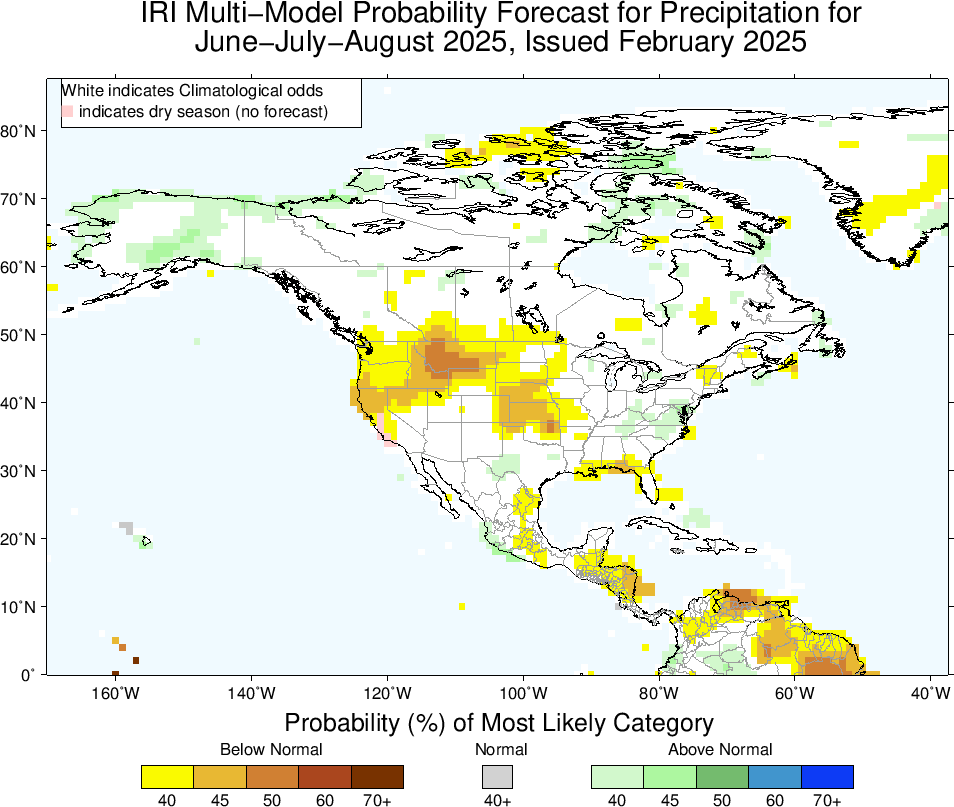 IRI Multi−Model Probability Forecast for Precipitation for
June−July−August 2025, Issued February 2025
White indicates Climatological odds
indicates dry season (no forecast)
80˚N
70˚N
60˚N
50˚N
40˚N
30˚N
20˚N
10˚N
0˚
160˚W 140˚W 120˚W 100˚W 80˚W 60˚W 40˚W
Probability (%) of Most Likely Category
Below Normal Normal Above Normal
40 45 50 60 70+ 40+ 40 45 50 60 70+